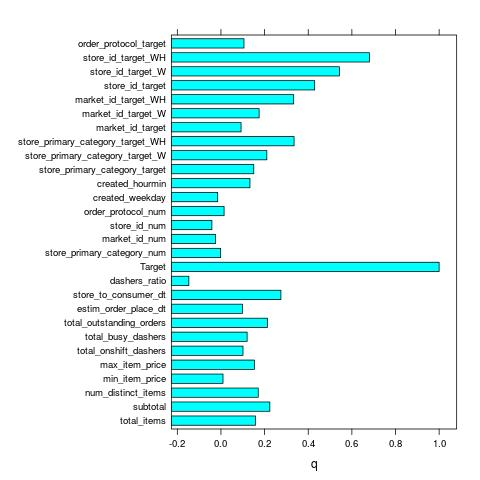 order_protocol_target
store_id_target_WH
store_id_target_W
store_id_target
market_id_target_WH
market_id_target_W
market_id_target
store_primary_category_target_WH
store_primary_category_target_W
store_primary_category_target
created_hourmin
created_weekday
order_protocol_num
store_id_num
market_id_num
store_primary_category_num
Target
dashers_ratio
store_to_consumer_dt
estim_order_place_dt
total_outstanding_orders
total_busy_dashers
total_onshift_dashers
max_item_price
min_item_price
num_distinct_items
subtotal
total_items
-0.2 0.0 0.2 0.4 0.6 0.8 1.0
q